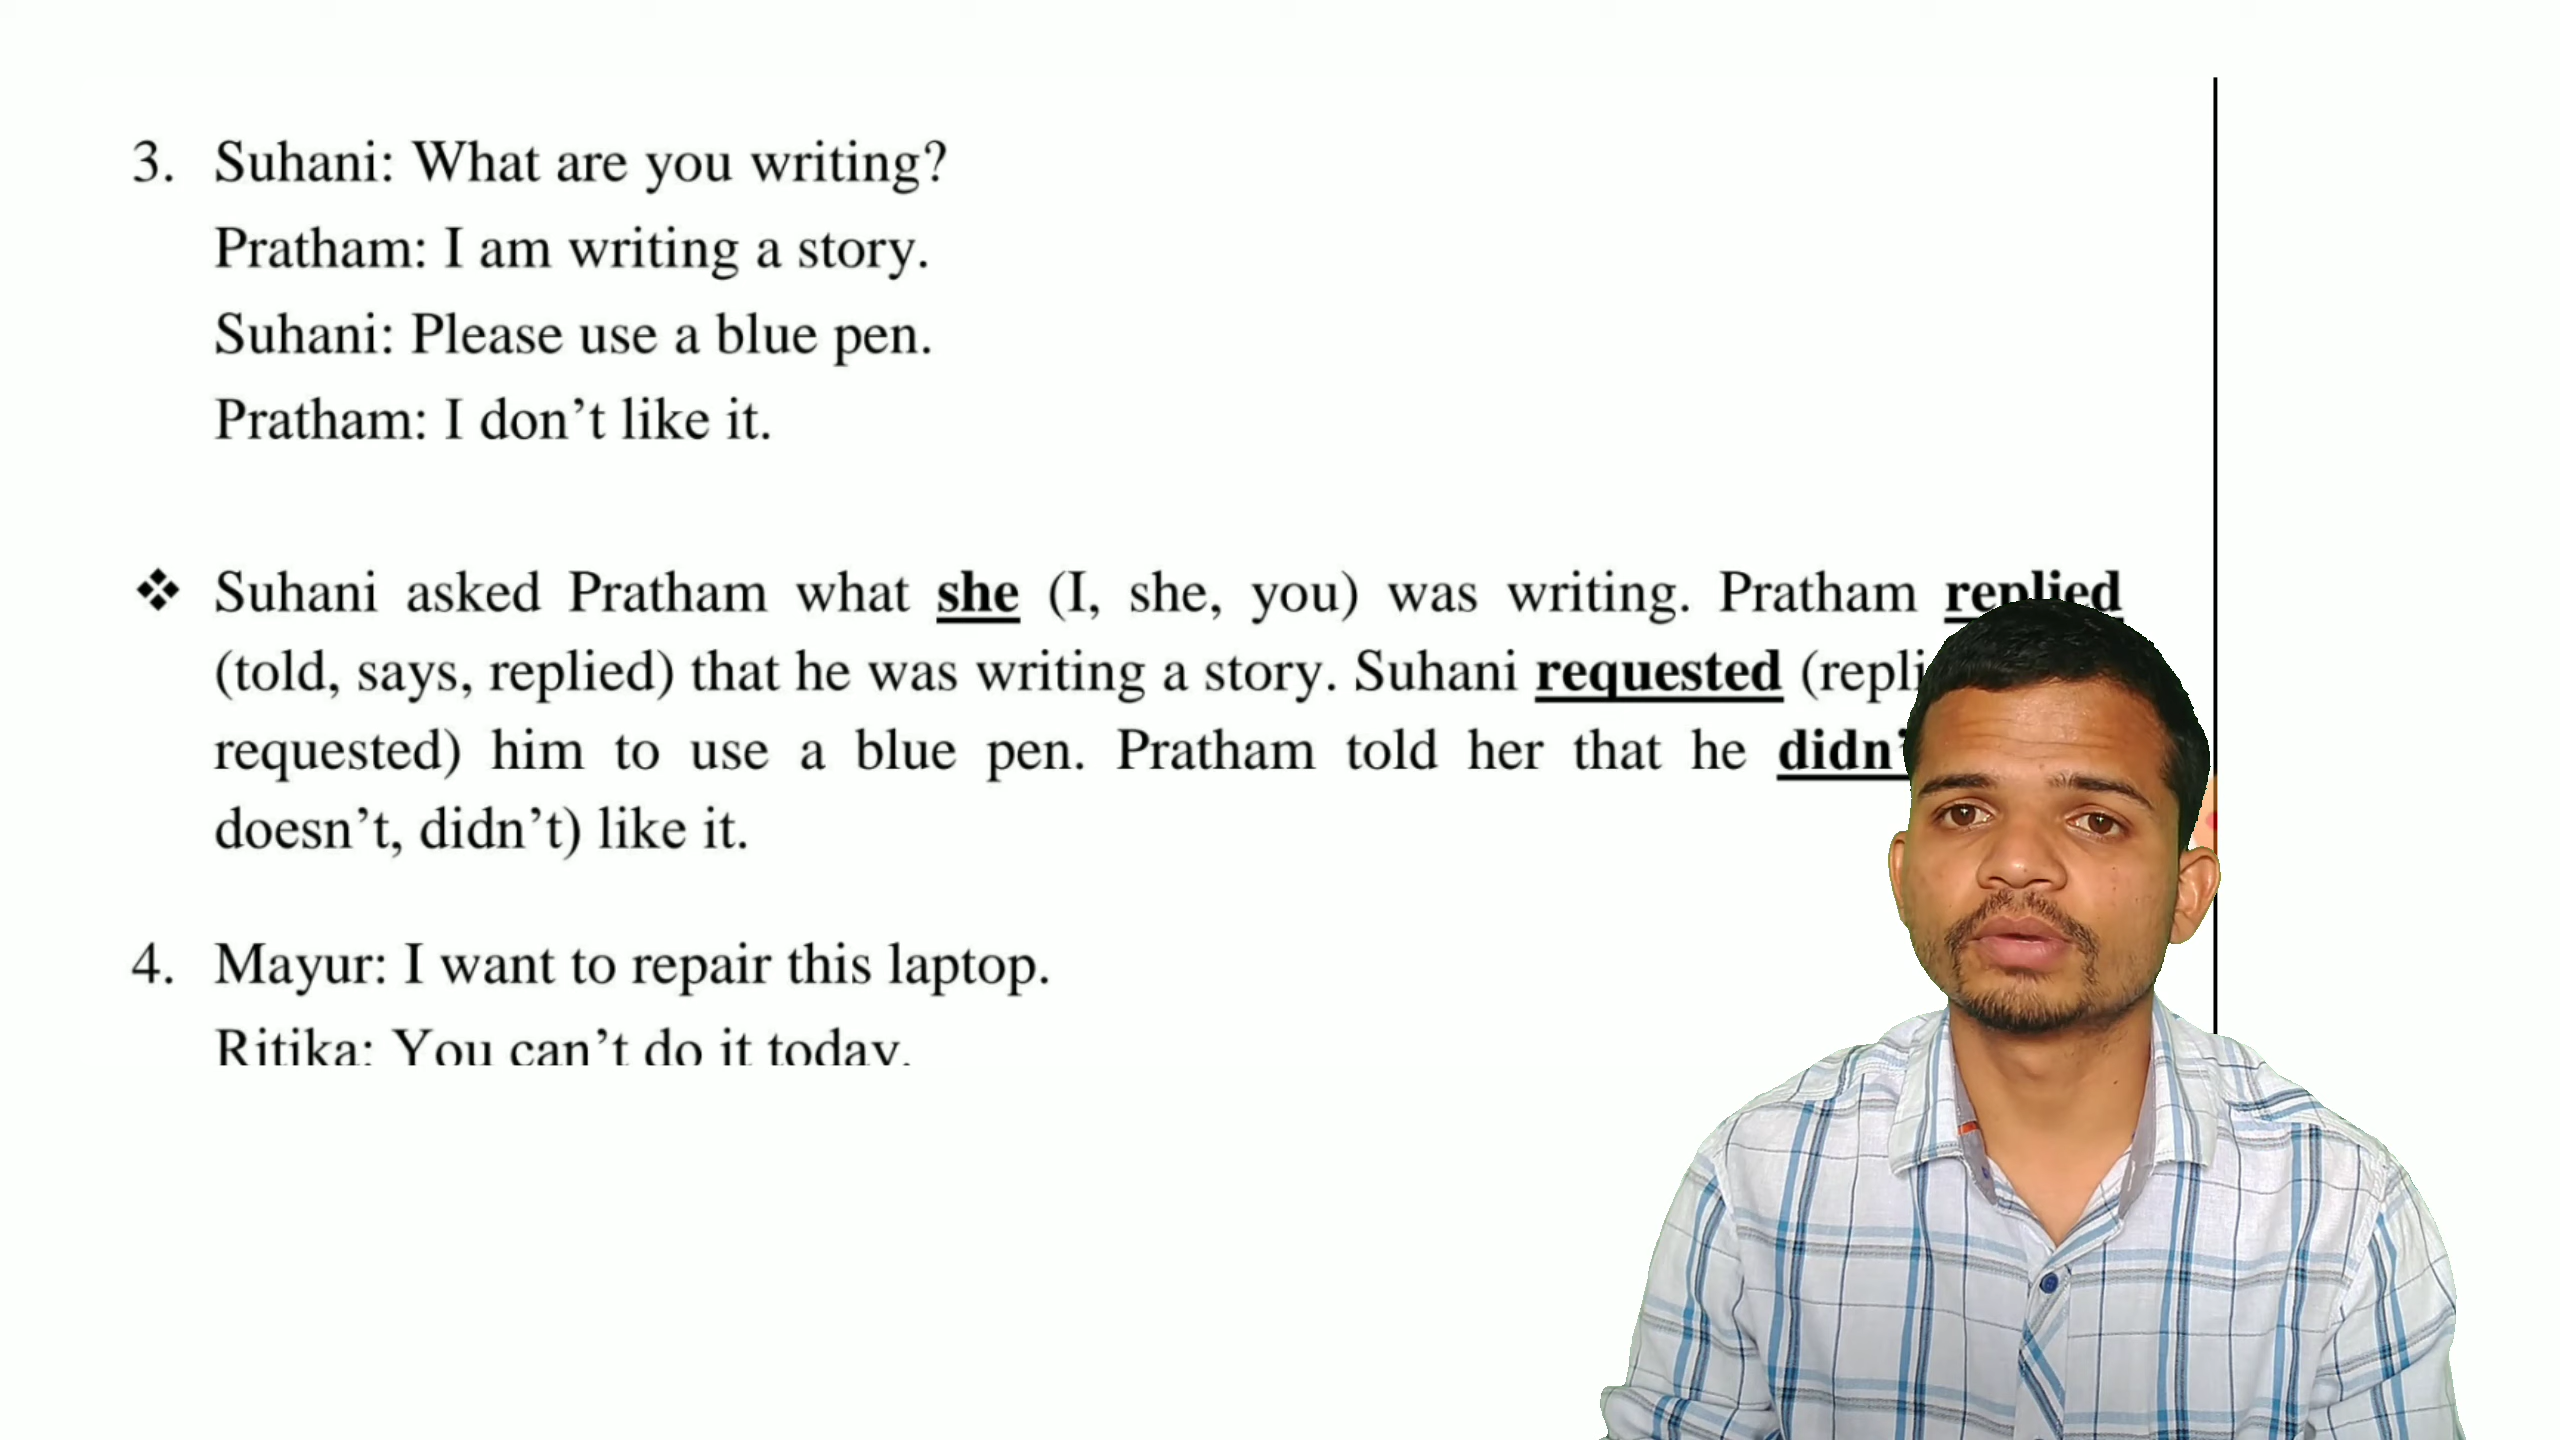 3. Suhani: What are you writing?
Pratham: I am writing a story.
Suhani: Please use a blue pen.
Pratham: I don’t like it.
❖ Suhani asked Pratham what she (I, she, you) was writing. Pratham replied
(told, says, replied) that he was writing a story. Suhani requested
requested) him to use a blue pen. Pratham told her that he
doesn’t, didn’t) like it.
4. Mayur: I want to repair this laptop.
Ritika: You can’t do it today.